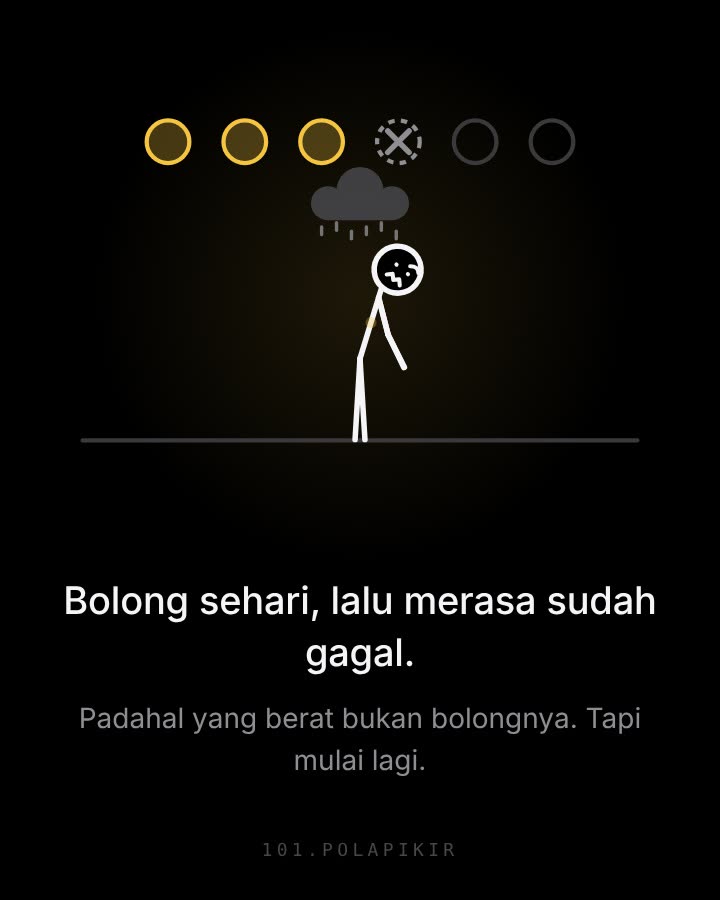 Bolong sehari, lalu merasa sudah
gagal.
Padahal yang berat bukan bolongnya. Tapi
mulai lagi.
101.POLAPIKIR